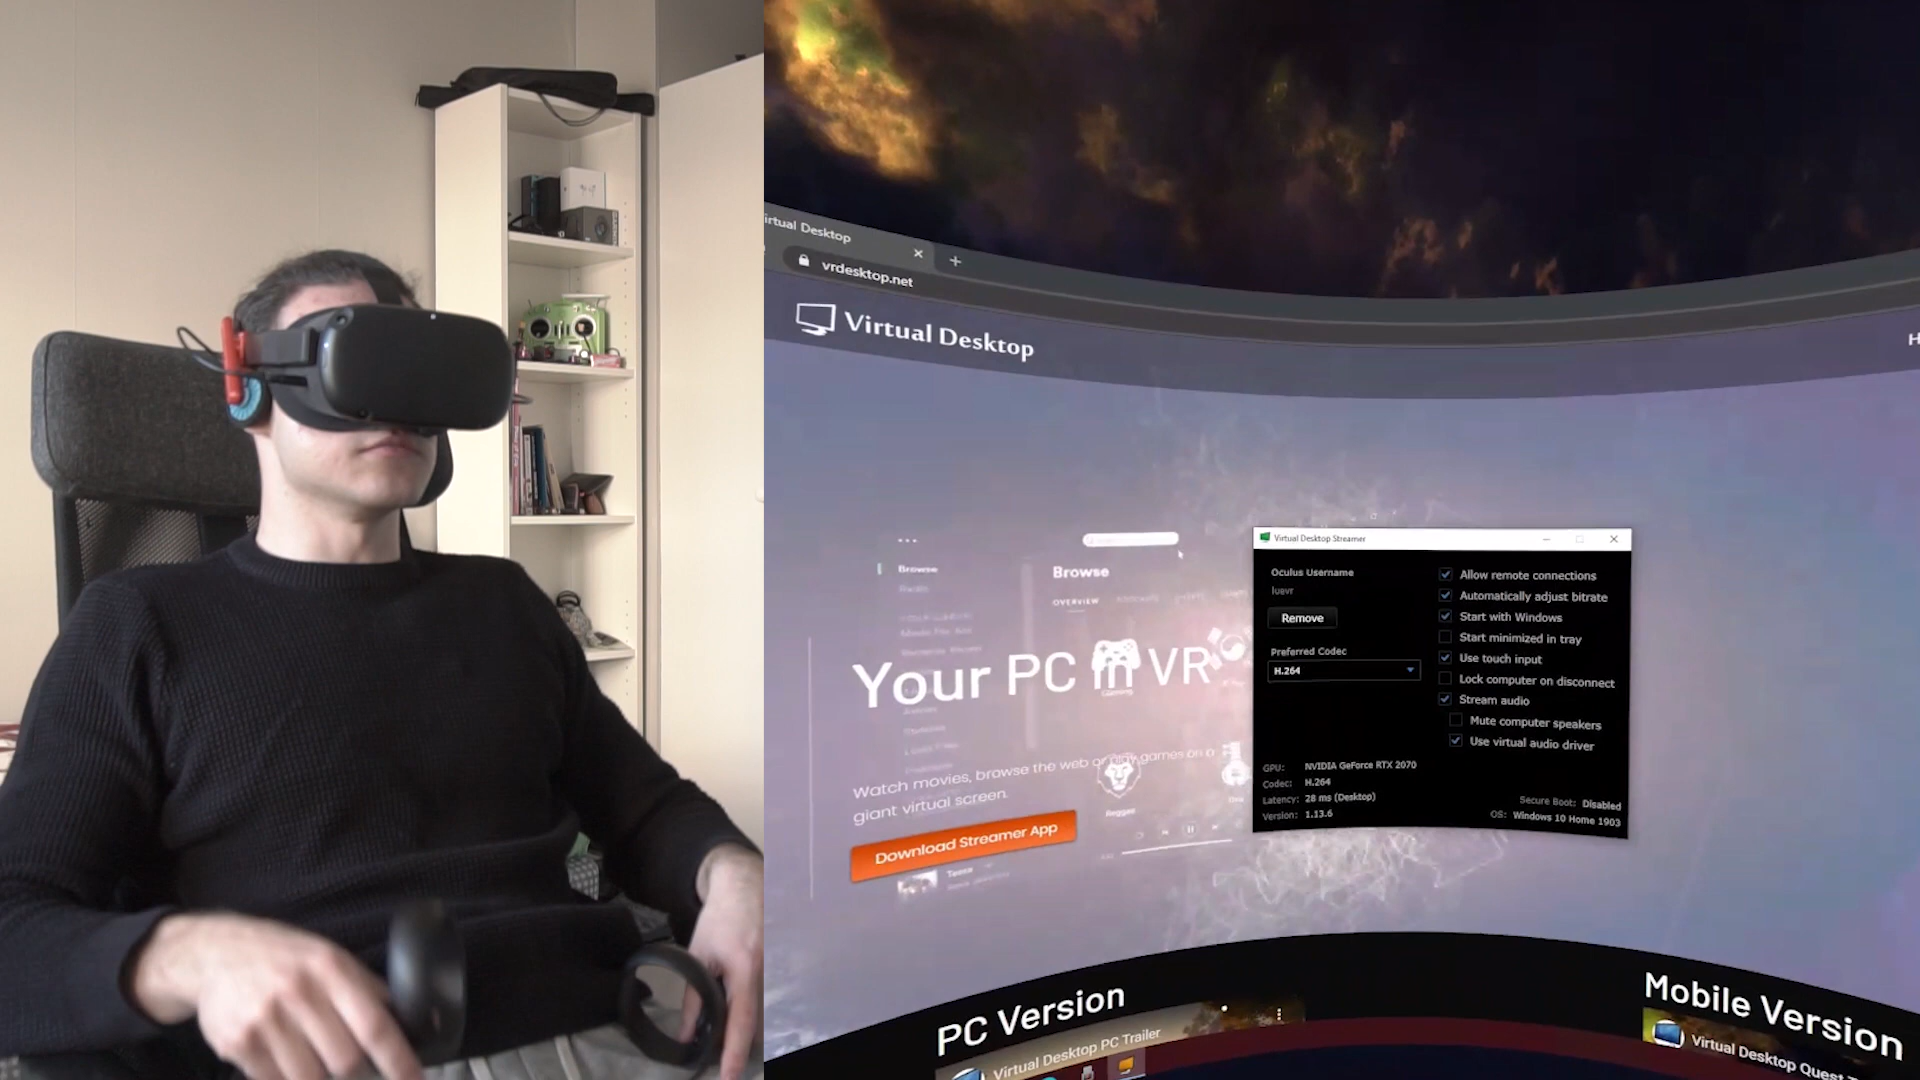 irtual Desktop
vrdesktop.net
Virtual Desktop
H
Browse
Browse
OVERVIEW
Your PC in VR
Gaming
Watch movies, browse the web or play games on a
giant virtual screen.
Reggae
Download Streamer App
Virtual Desktop Streamer
Oculus Username
luevr
Remove
Preferred Codec
H.264
Allow remote connections
Automatically adjust bitrate
Start with Windows
Start minimized in tray
Use touch input
Lock computer on disconnect
Stream audio
Mute computer speakers
Use virtual audio driver
GPU: NVIDIA GeForce RTX 2070
Codec: H.264
Latency: 28 ms (Desktop)
Version: 1.13.6
Secure Boot: Disabled
OS: Windows 10 Home 1903
PC Version
Virtual Desktop PC Trailer
Mobile Version
Virtual Desktop Quest T